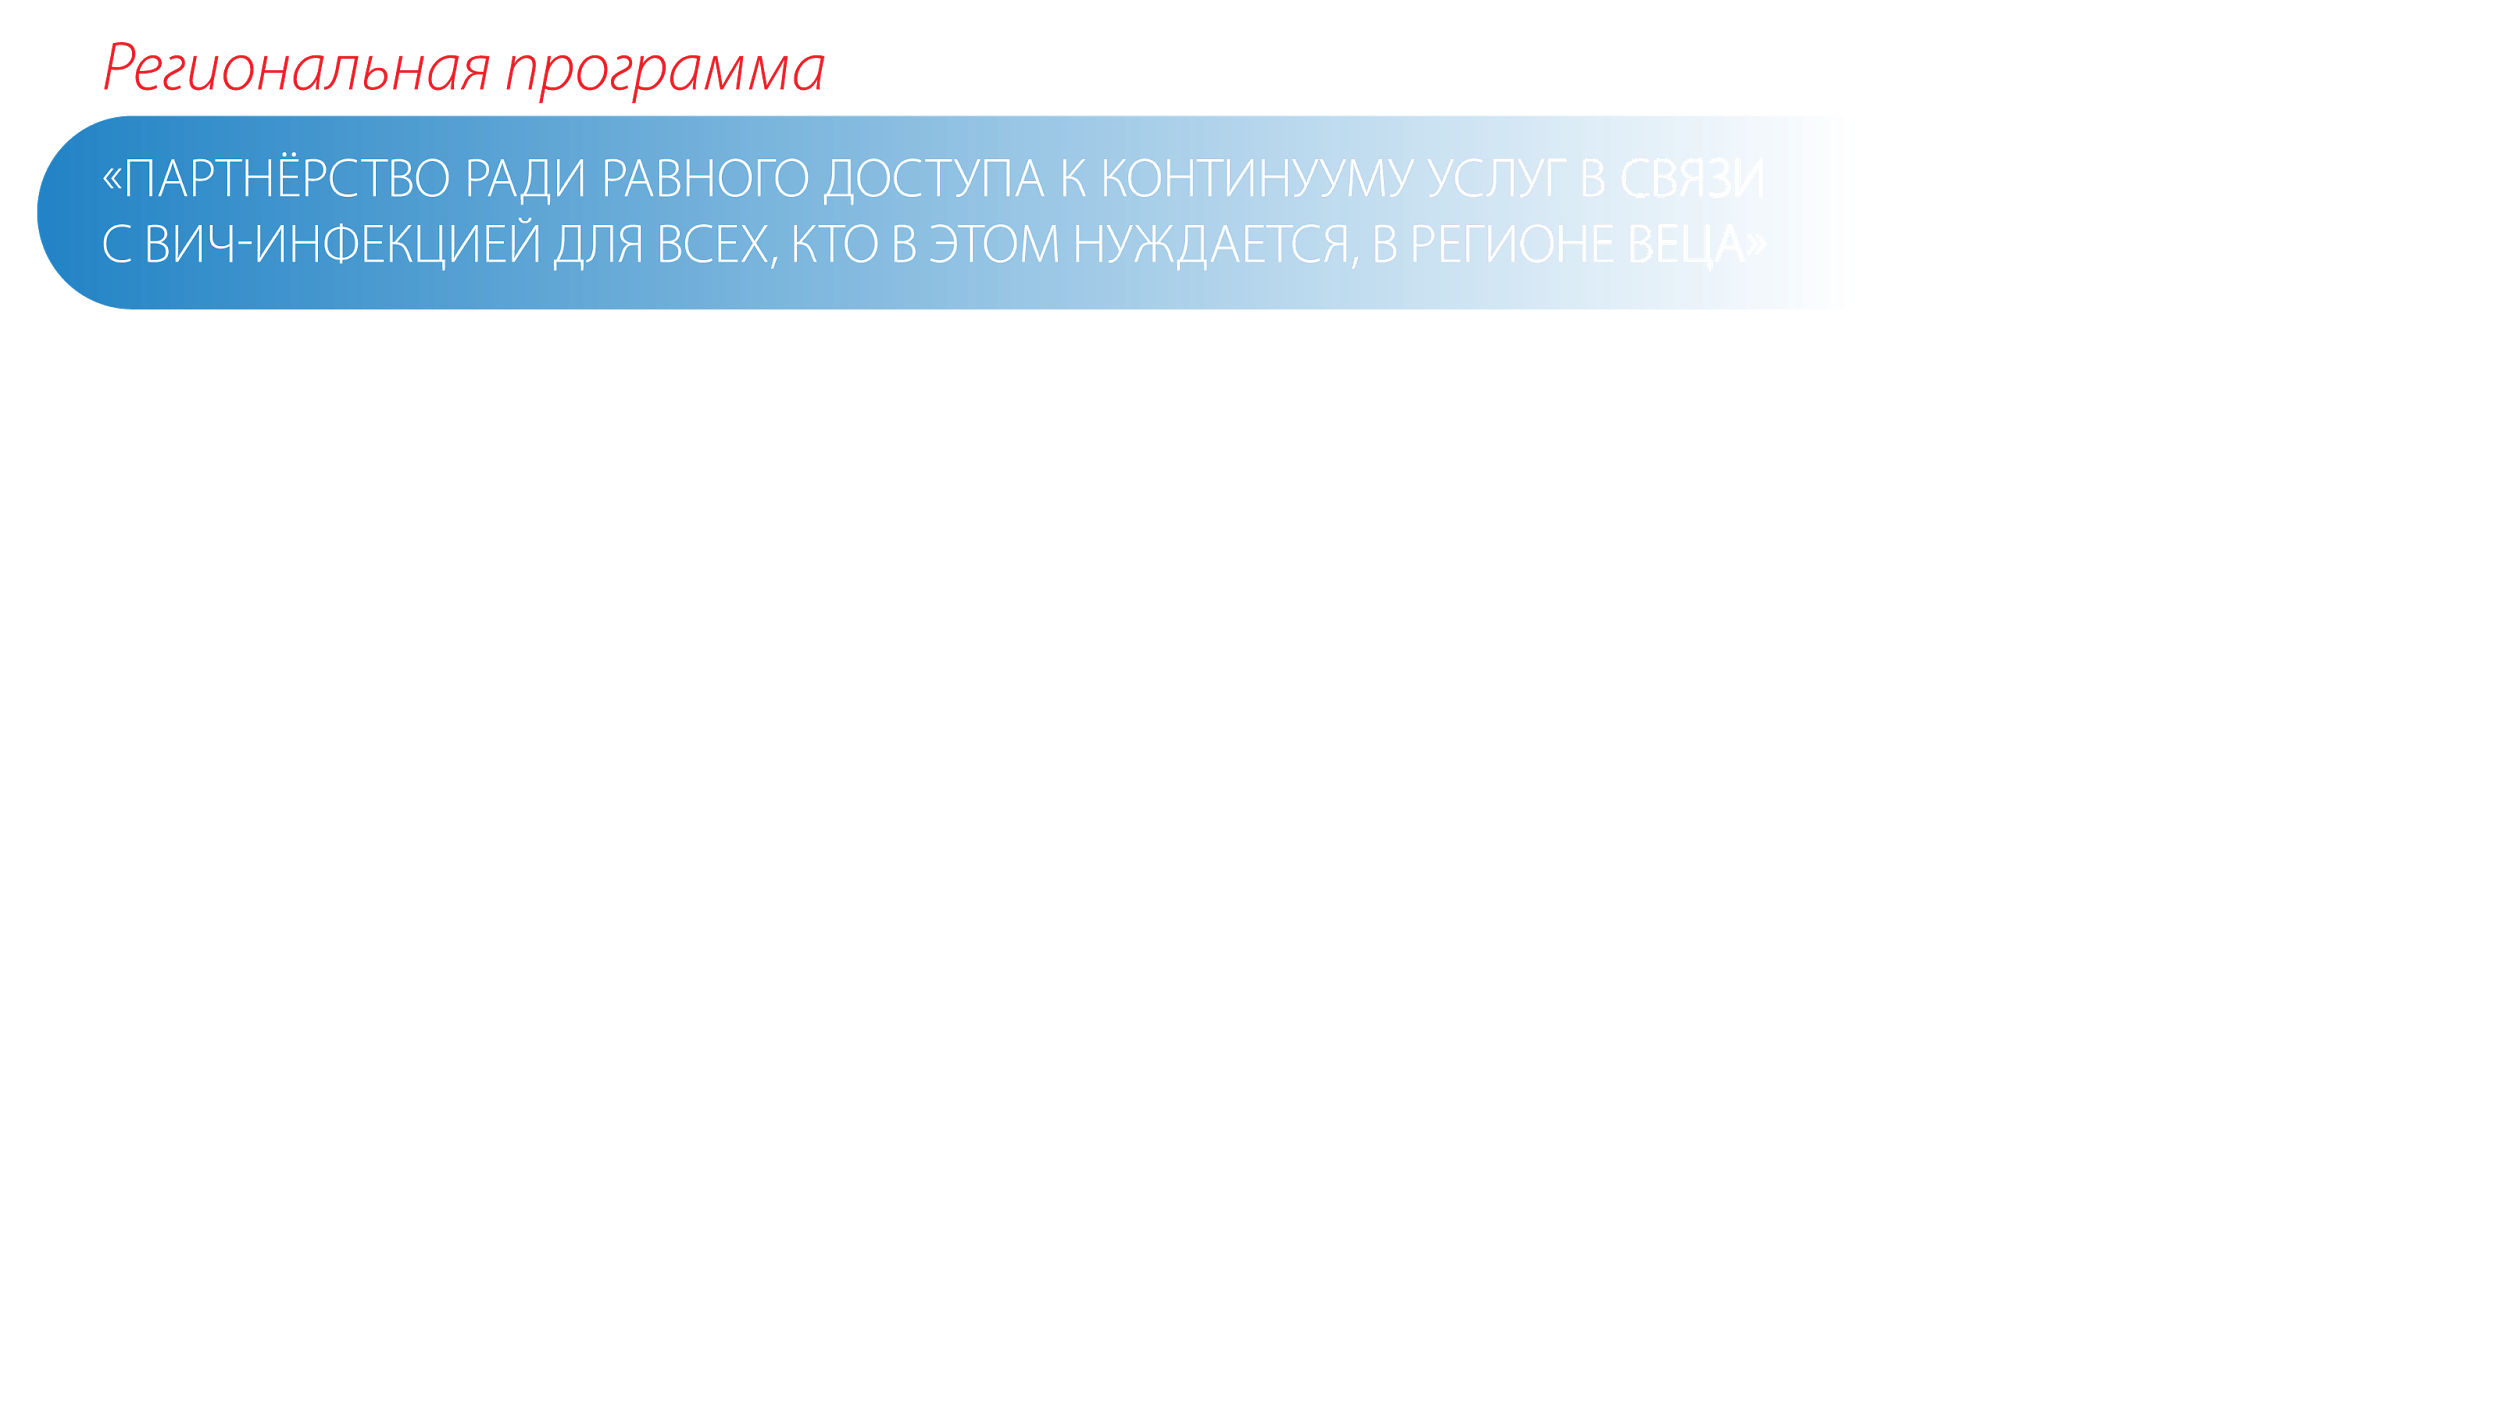 Региональная программа
«ПАРТНЁРСТВО РАДИ РАВНОГО ДОСТУПА К КОНТИНУУМУ УСЛУГ В СВЯЗИ
С ВИЧ-ИНФЕКЦИЕЙ ДЛЯ ВСЕХ, КТО В ЭТОМ НУЖДАЕТСЯ, В РЕГИОНЕ ВЕЦА»